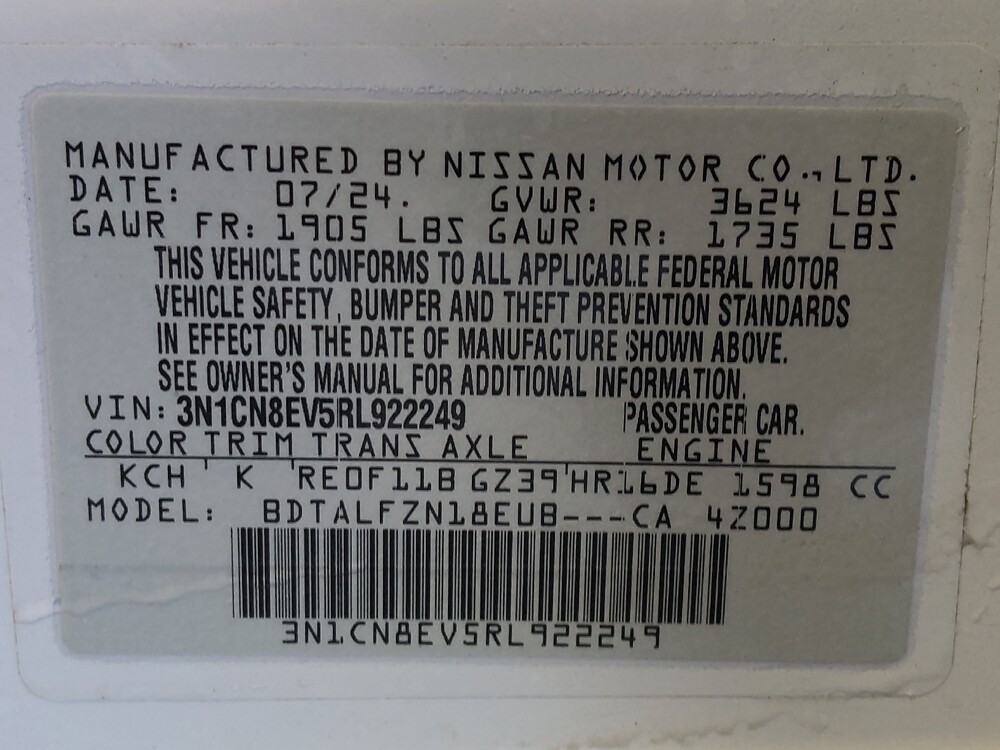 MANUFACTURED BY NISSAN MOTOR CO., LTD.
DATE: 07/24. GVWR: 3624 LBS
GAWR FR: 1905 LBS GAWR RR: 1735 LBS
THIS VEHICLE CONFORMS TO ALL APPLICABLE FEDERAL MOTOR
VEHICLE SAFETY, BUMPER AND THEFT PREVENTION STANDARDS
IN EFFECT ON THE DATE OF MANUFACTURE SHOWN ABOVE.
SEE OWNER'S MANUAL FOR ADDITIONAL INFORMATION.
VIN: 3N1CN8EV5RL922249 PASSENGER CAR.
COLOR TRIM TRANS AXLE ENGINE
KCH ' K 'RE0F11B GZ39'HR16DE 1598 CC
MODEL: BDTALFZN18EUB---CA 4Z000
3N1CN8EV5RL922249